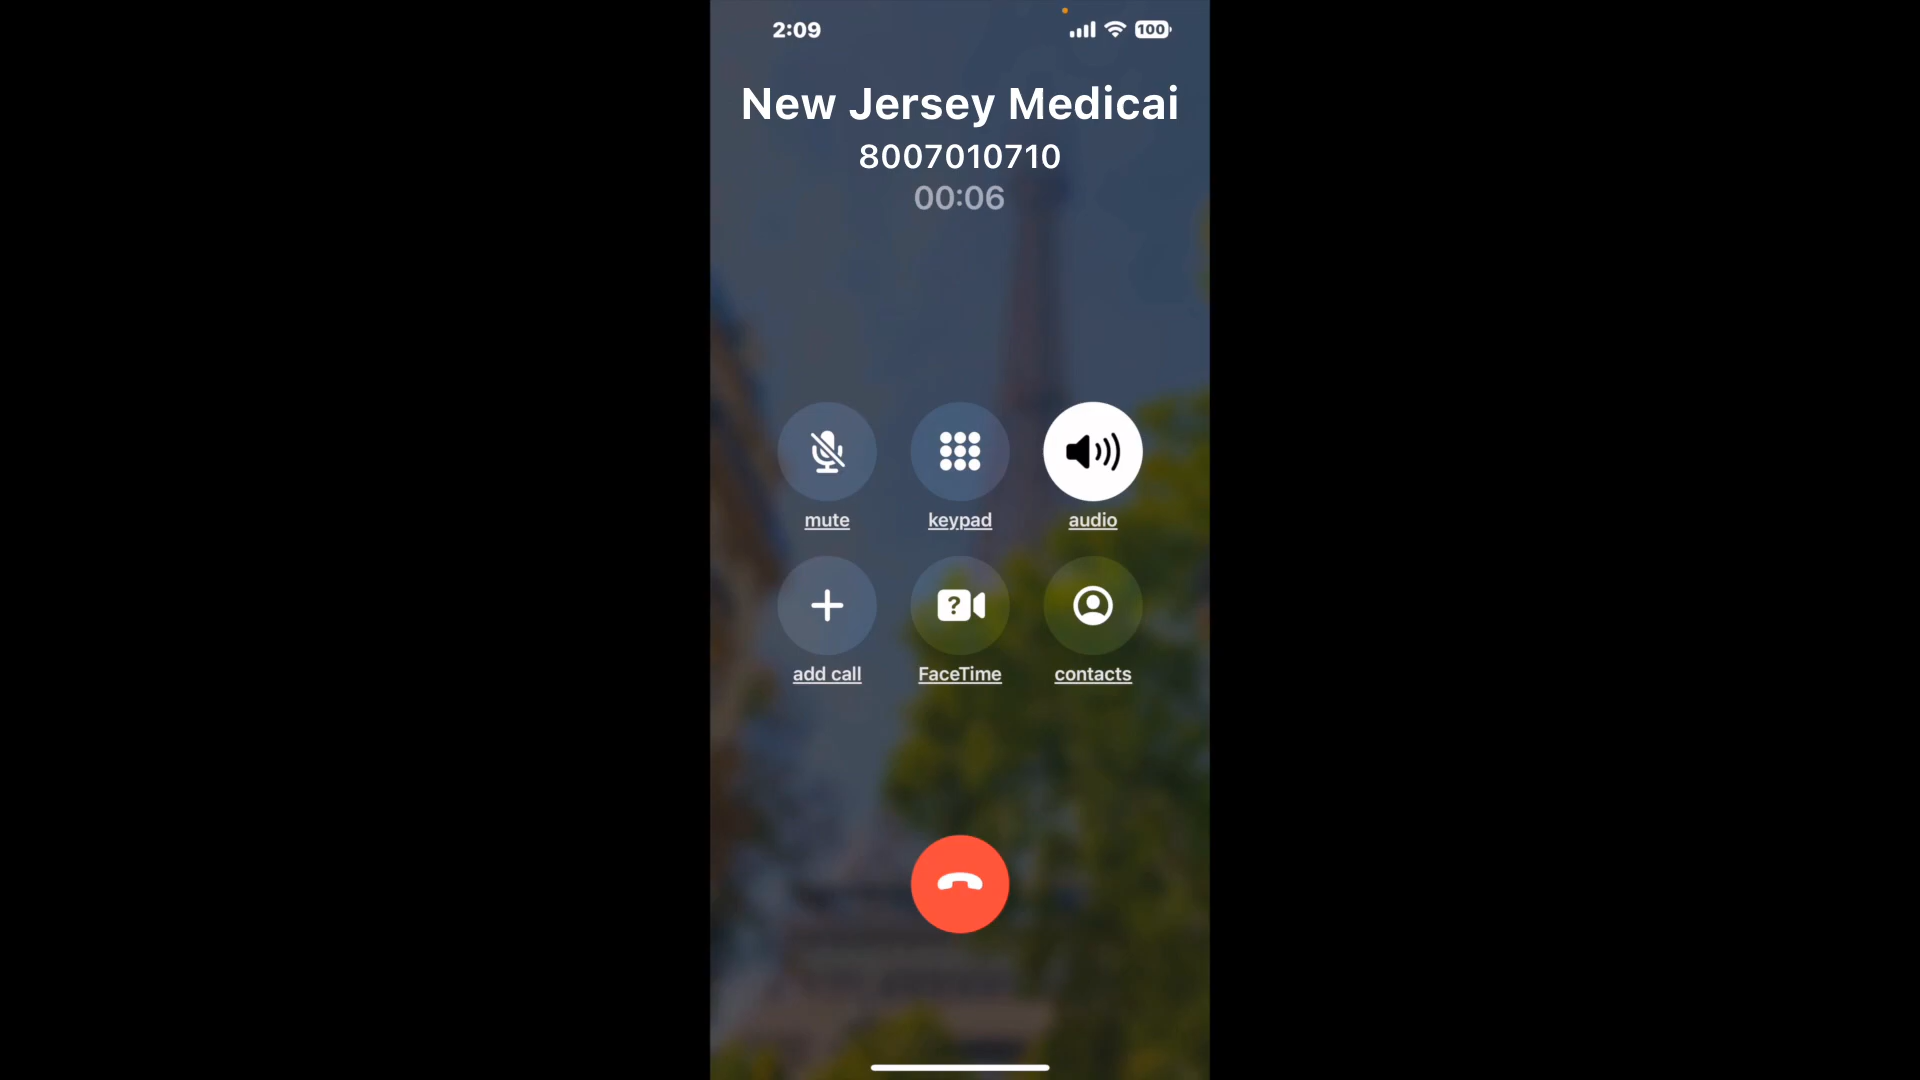 2:09
100
New Jersey Medicai
8007010710
00:06
mute
keypad
audio
?
add call
FaceTime
contacts